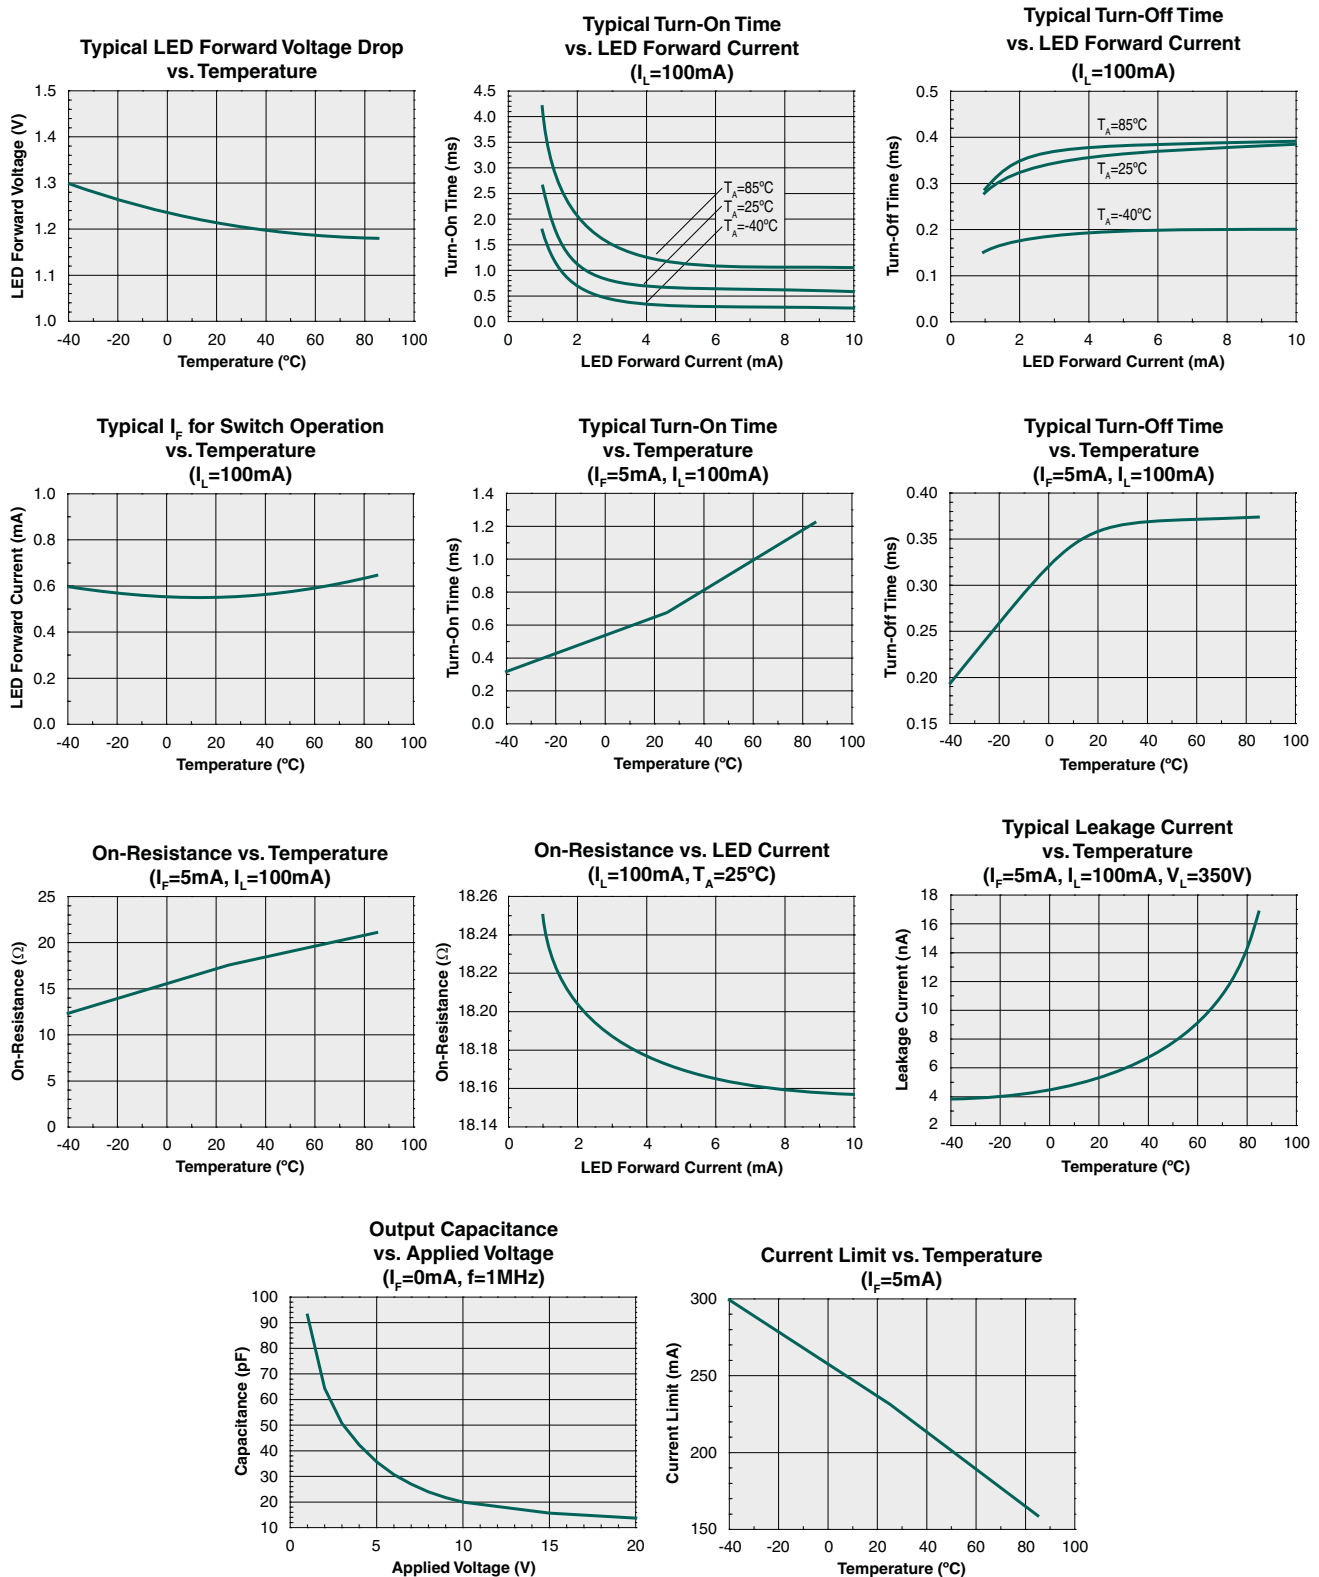 Typical LED Forward Voltage Drop
vs. Temperature
LED Forward Voltage (V)
1.5
1.4
1.3
1.2
1.1
1.0
-40 -20 0 20 40 60 80 100
Temperature (ºC)
Typical Turn-On Time
vs. LED Forward Current
(IL=100mA)
Turn-On Time (ms)
4.5
4.0
3.5
3.0
2.5
2.0
1.5
1.0
0.5
0.0
TA=85ºC
TA=25ºC
TA=-40ºC
0 2 4 6 8 10
LED Forward Current (mA)
Typical Turn-Off Time
vs. LED Forward Current
(IL=100mA)
Turn-Off Time (ms)
0.5
0.4
0.3
0.2
0.1
0.0
TA=85ºC
TA=25ºC
TA=-40ºC
0 2 4 6 8 10
LED Forward Current (mA)
Typical IF for Switch Operation
vs. Temperature
(IL=100mA)
LED Forward Current (mA)
1.0
0.8
0.6
0.4
0.2
0.0
-40 -20 0 20 40 60 80 100
Temperature (ºC)
Typical Turn-On Time
vs. Temperature
(IF=5mA, IL=100mA)
Turn-On Time (ms)
1.4
1.2
1.0
0.8
0.6
0.4
0.2
0.0
-40 -20 0 20 40 60 80 100
Temperature (ºC)
Typical Turn-Off Time
vs. Temperature
(IF=5mA, IL=100mA)
Turn-Off Time (ms)
0.40
0.35
0.30
0.25
0.20
0.15
-40 -20 0 20 40 60 80 100
Temperature (ºC)
On-Resistance vs. Temperature
(IF=5mA, IL=100mA)
On-Resistance (Ω)
25
20
15
10
5
0
-40 -20 0 20 40 60 80 100
Temperature (ºC)
On-Resistance vs. LED Current
(IL=100mA, TA=25ºC)
On-Resistance (Ω)
18.26
18.24
18.22
18.20
18.18
18.16
18.14
0 2 4 6 8 10
LED Forward Current (mA)
Typical Leakage Current
vs. Temperature
(IF=5mA, IL=100mA, VL=350V)
Leakage Current (nA)
18
16
14
12
10
8
6
4
2
-40 -20 0 20 40 60 80 100
Temperature (ºC)
Output Capacitance
vs. Applied Voltage
(IF=0mA, f=1MHz)
Capacitance (pF)
100
90
80
70
60
50
40
30
20
10
0 5 10 15 20
Applied Voltage (V)
Current Limit vs. Temperature
(IF=5mA)
Current Limit (mA)
300
250
200
150
-40 -20 0 20 40 60 80 100
Temperature (ºC)